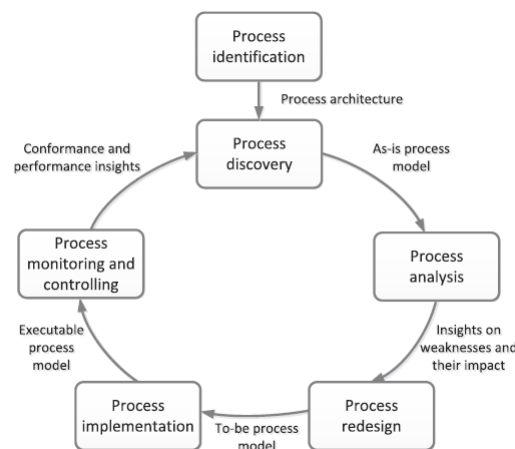 Process
identification
Process architecture
Process
discovery
As-is process
model
Process
analysis
Insights on
weaknesses and
their impact
Process
redesign
To-be process
model
Process
implementation
Executable
process
model
Process
monitoring and
controlling
Conformance and
performance insights